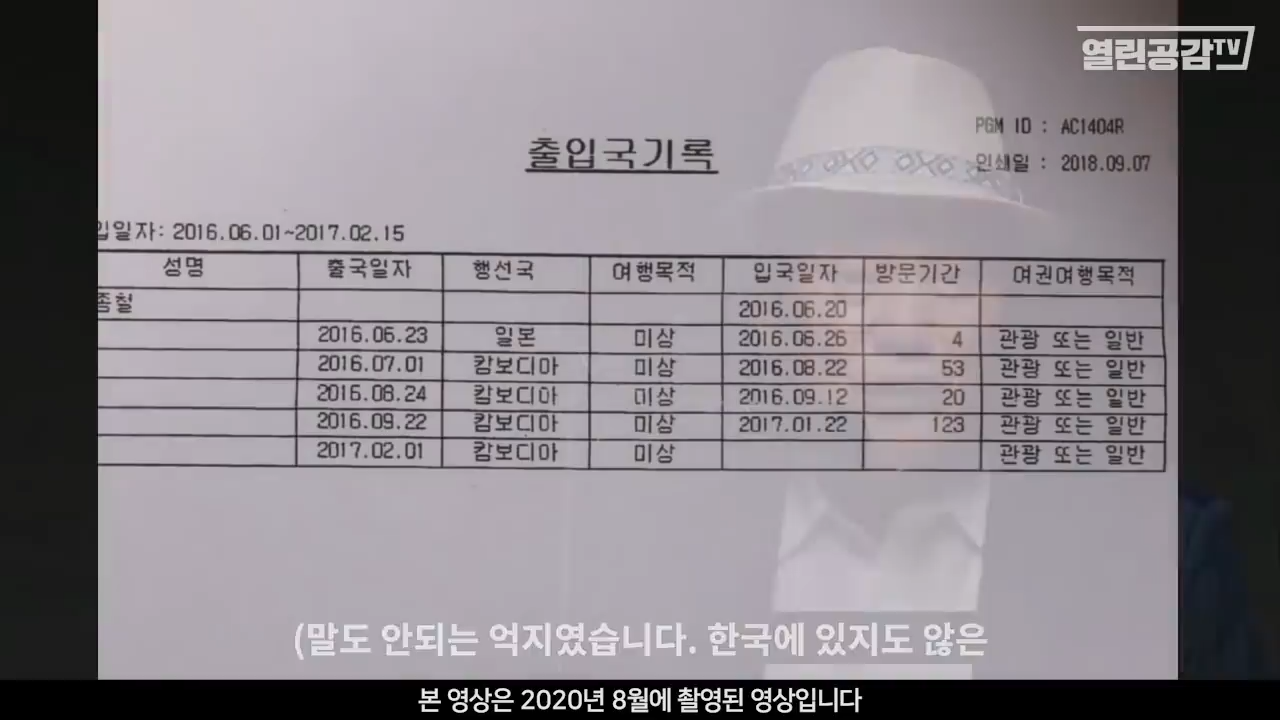 열린공감TV
PGM ID : AC1404R
출입국기록
인쇄일 : 2018.09.07
입일자: 2016.06.01~2017.02.15
성명 출국일자 행선국 여행목적 입국일자 방문기간 여권여행목적
종철 2016.06.20
2016.06.23 일본 미상 2016.06.26 4 관광 또는 일반
2016.07.01 캄보디아 미상 2016.08.22 53 관광 또는 일반
2016.08.24 캄보디아 미상 2016.09.12 20 관광 또는 일반
2016.09.22 캄보디아 미상 2017.01.22 123 관광 또는 일반
2017.02.01 캄보디아 미상 관광 또는 일반
(말도 안되는 억지였습니다. 한국에 있지도 않은
본 영상은 2020년 8월에 촬영된 영상입니다